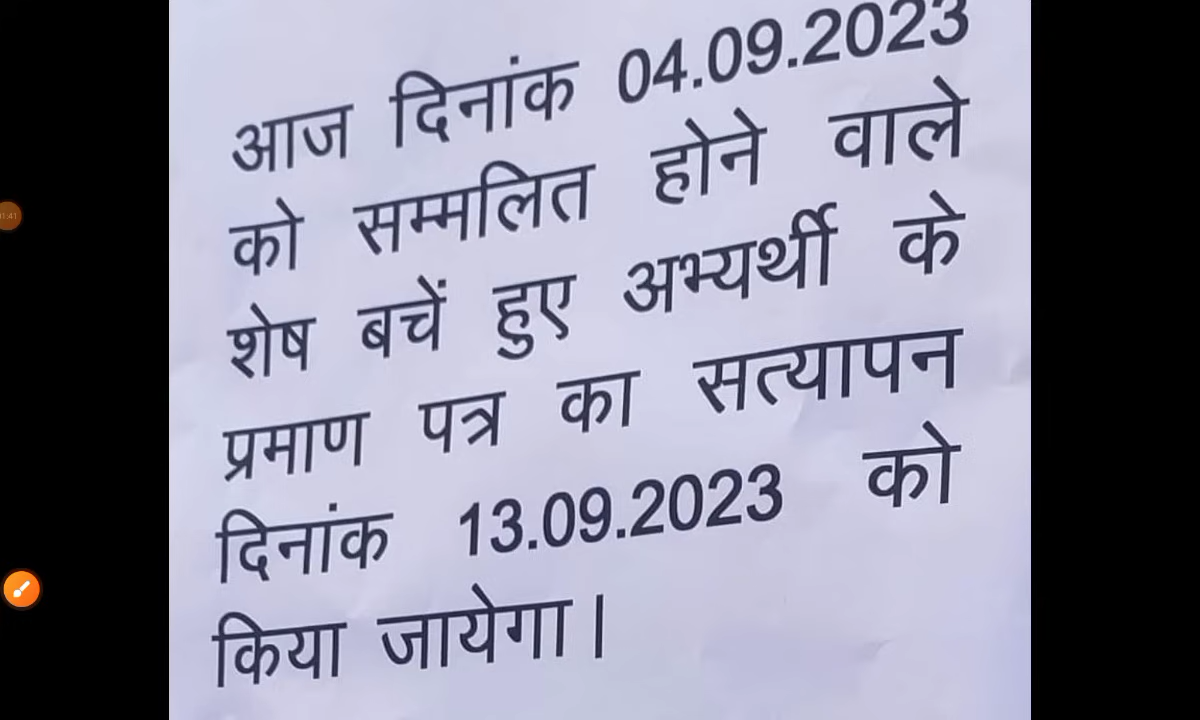 आज दिनांक 04.09.2023
को सम्मलित होने वाले
शेष बचें हुए अभ्यर्थी के
प्रमाण पत्र का सत्यापन
दिनांक 13.09.2023 को
किया जायेगा।